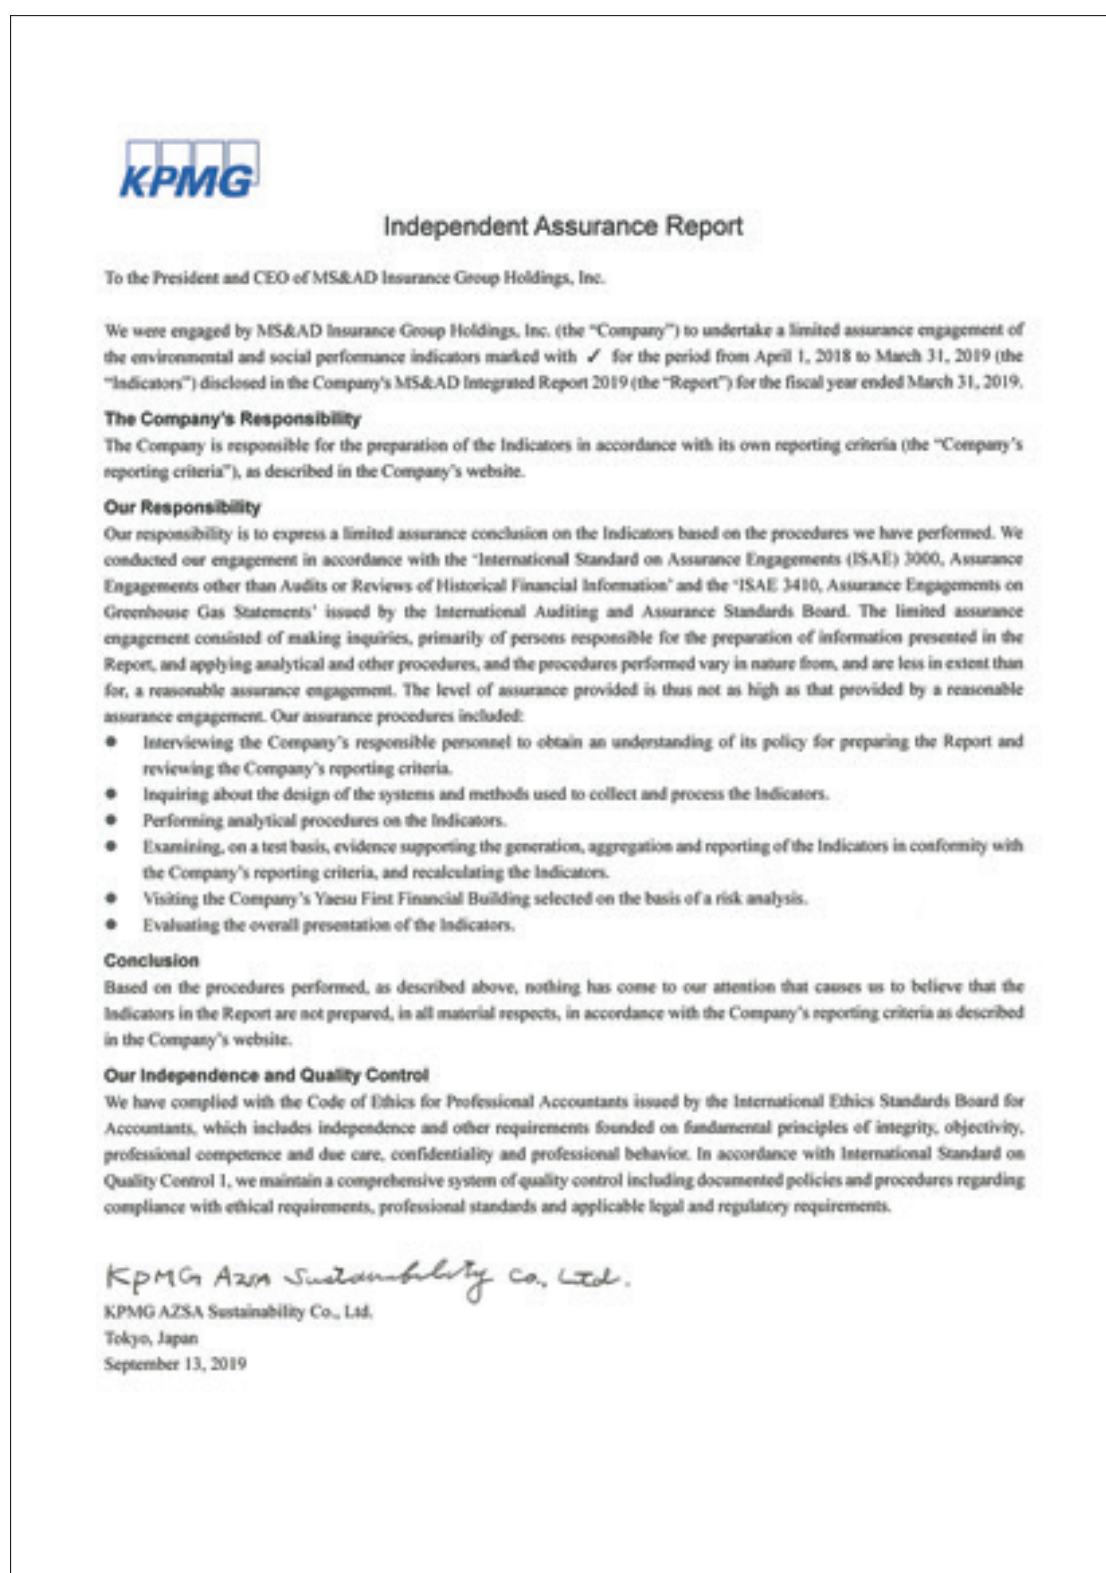 KPMG
Independent Assurance Report
To the President and CEO of MS&AD Insurance Group Holdings, Inc.
We were engaged by MS&AD Insurance Group Holdings, Inc. (the “Company”) to undertake a limited assurance engagement of
the environmental and social performance indicators marked with ✓ for the period from April 1, 2018 to March 31, 2019 (the
“Indicators”) disclosed in the Company’s MS&AD Integrated Report 2019 (the “Report”) for the fiscal year ended March 31, 2019.
The Company’s Responsibility
The Company is responsible for the preparation of the Indicators in accordance with its own reporting criteria (the “Company’s
reporting criteria”), as described in the Company’s website.
Our Responsibility
Our responsibility is to express a limited assurance conclusion on the Indicators based on the procedures we have performed. We
conducted our engagement in accordance with the ‘International Standard on Assurance Engagements (ISAE) 3000, Assurance
Engagements other than Audits or Reviews of Historical Financial Information’ and the ‘ISAE 3410, Assurance Engagements on
Greenhouse Gas Statements’ issued by the International Auditing and Assurance Standards Board. The limited assurance
engagement consisted of making inquiries, primarily of persons responsible for the preparation of information presented in the
Report, and applying analytical and other procedures, and the procedures performed vary in nature from, and are less in extent than
for, a reasonable assurance engagement. The level of assurance provided is thus not as high as that provided by a reasonable
assurance engagement. Our assurance procedures included:
● Interviewing the Company’s responsible personnel to obtain an understanding of its policy for preparing the Report and
reviewing the Company’s reporting criteria.
● Inquiring about the design of the systems and methods used to collect and process the Indicators.
● Performing analytical procedures on the Indicators.
● Examining, on a test basis, evidence supporting the generation, aggregation and reporting of the Indicators in conformity with
the Company’s reporting criteria, and recalculating the Indicators.
● Visiting the Company’s Yaesu First Financial Building selected on the basis of a risk analysis.
● Evaluating the overall presentation of the Indicators.
Conclusion
Based on the procedures performed, as described above, nothing has come to our attention that causes us to believe that the
Indicators in the Report are not prepared, in all material respects, in accordance with the Company’s reporting criteria as described
in the Company’s website.
Our Independence and Quality Control
We have complied with the Code of Ethics for Professional Accountants issued by the International Ethics Standards Board for
Accountants, which includes independence and other requirements founded on fundamental principles of integrity, objectivity,
professional competence and due care, confidentiality and professional behavior. In accordance with International Standard on
Quality Control 1, we maintain a comprehensive system of quality control including documented policies and procedures regarding
compliance with ethical requirements, professional standards and applicable legal and regulatory requirements.
KPMG AZSA Sustainability Co., Ltd.
KPMG AZSA Sustainability Co., Ltd.
Tokyo, Japan
September 13, 2019